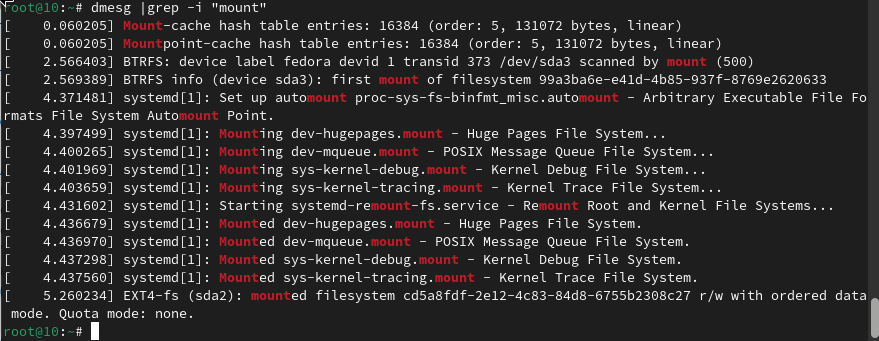 root@10:~# dmesg |grep -i "mount"
[    0.060205] Mount-cache hash table entries: 16384 (order: 5, 131072 bytes, linear)
[    0.060205] Mountpoint-cache hash table entries: 16384 (order: 5, 131072 bytes, linear)
[    2.566403] BTRFS: device label fedora devid 1 transid 373 /dev/sda3 scanned by mount (500)
[    2.569389] BTRFS info (device sda3): first mount of filesystem 99a3ba6e-e41d-4b85-937f-8769e2620633
[    4.371481] systemd[1]: Set up automount proc-sys-fs-binfmt_misc.automount - Arbitrary Executable File Fo
rmats File System Automount Point.
[    4.397499] systemd[1]: Mounting dev-hugepages.mount - Huge Pages File System...
[    4.400265] systemd[1]: Mounting dev-mqueue.mount - POSIX Message Queue File System...
[    4.401969] systemd[1]: Mounting sys-kernel-debug.mount - Kernel Debug File System...
[    4.403659] systemd[1]: Mounting sys-kernel-tracing.mount - Kernel Trace File System...
[    4.431602] systemd[1]: Starting systemd-remount-fs.service - Remount Root and Kernel File Systems...
[    4.436679] systemd[1]: Mounted dev-hugepages.mount - Huge Pages File System.
[    4.436970] systemd[1]: Mounted dev-mqueue.mount - POSIX Message Queue File System.
[    4.437298] systemd[1]: Mounted sys-kernel-debug.mount - Kernel Debug File System.
[    4.437560] systemd[1]: Mounted sys-kernel-tracing.mount - Kernel Trace File System.
[    5.260234] EXT4-fs (sda2): mounted filesystem cd5a8fdf-2e12-4c83-84d8-6755b2308c27 r/w with ordered data
 mode. Quota mode: none.
root@10:~#